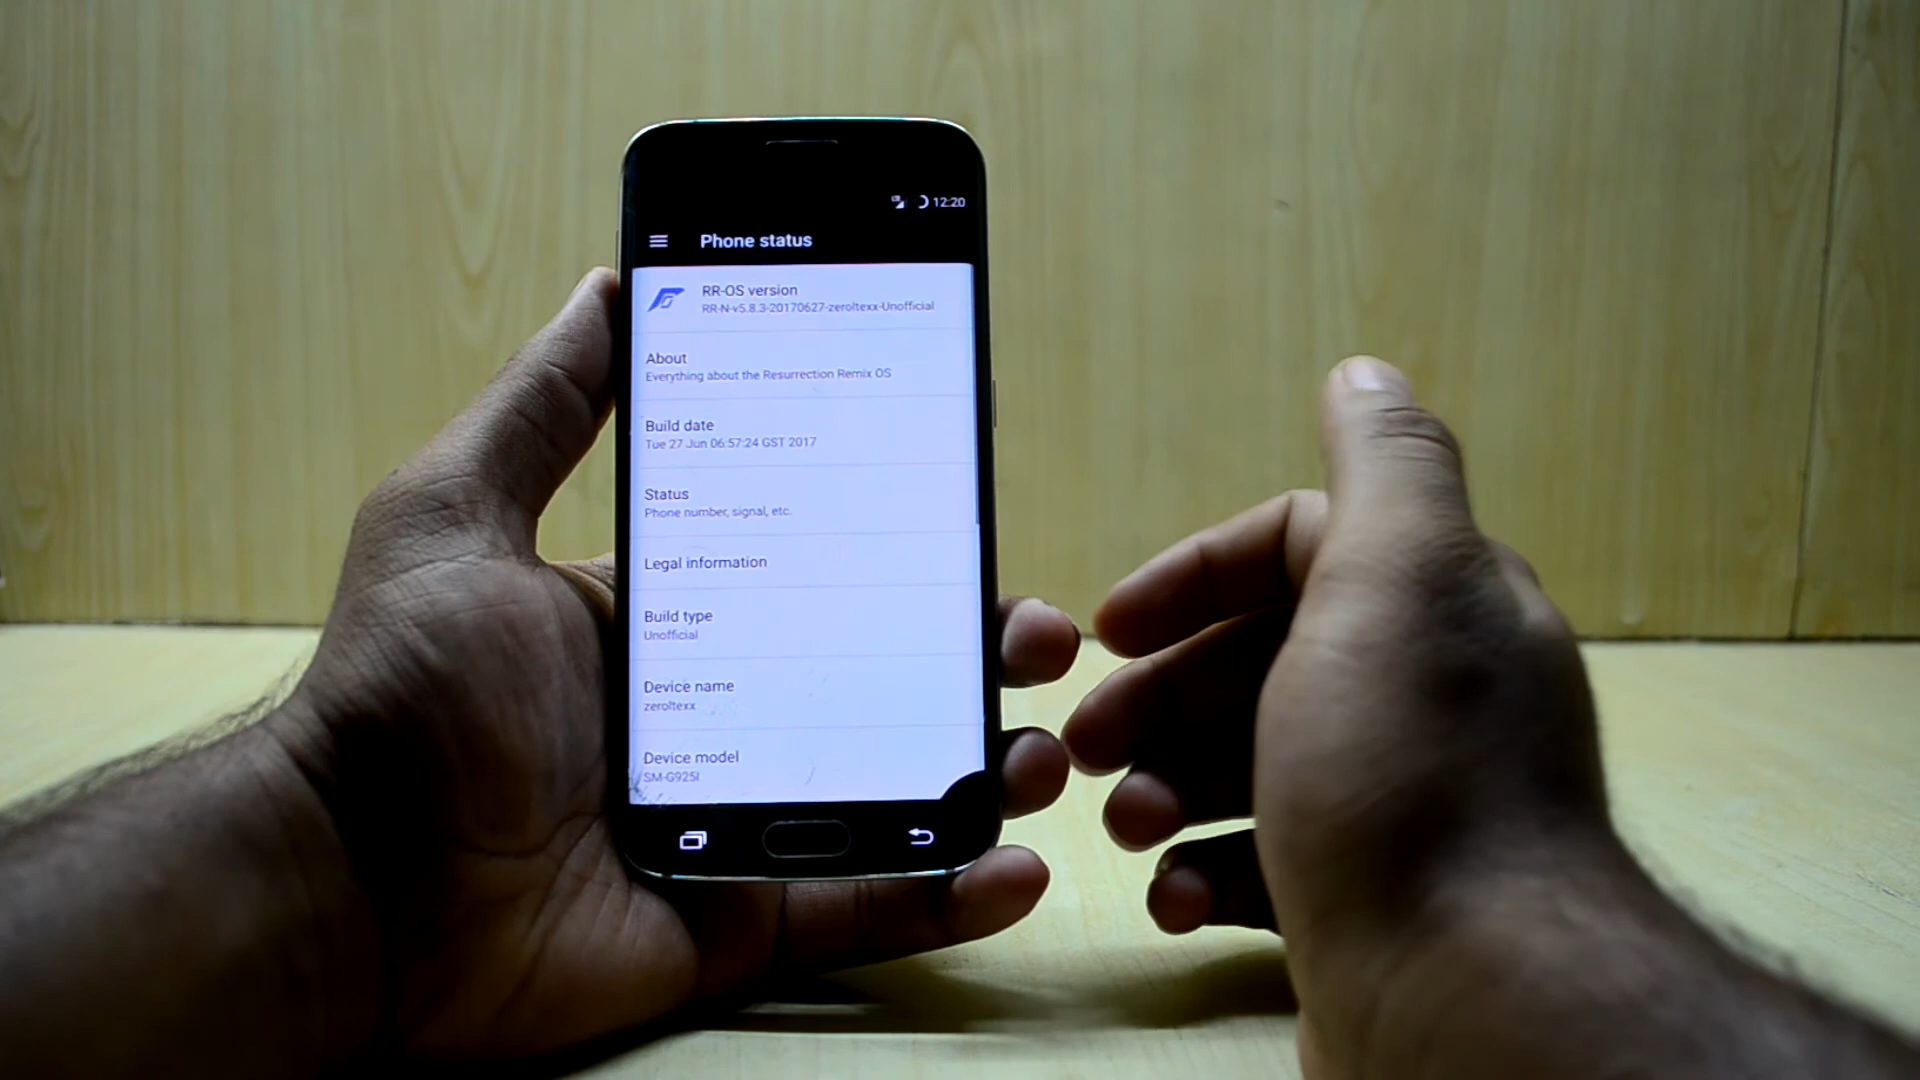 12:20
Phone status
RR-OS version
RR-N-v5.8.3-20170627-zeroltexx-Unofficial
About
Everything about the Resurrection Remix OS
Build date
Tue 27 Jun 06:57:24 GST 2017
Status
Phone number, signal, etc.
Legal information
Build type
Unofficial
Device name
zeroltexx
Device model
SM-G925I